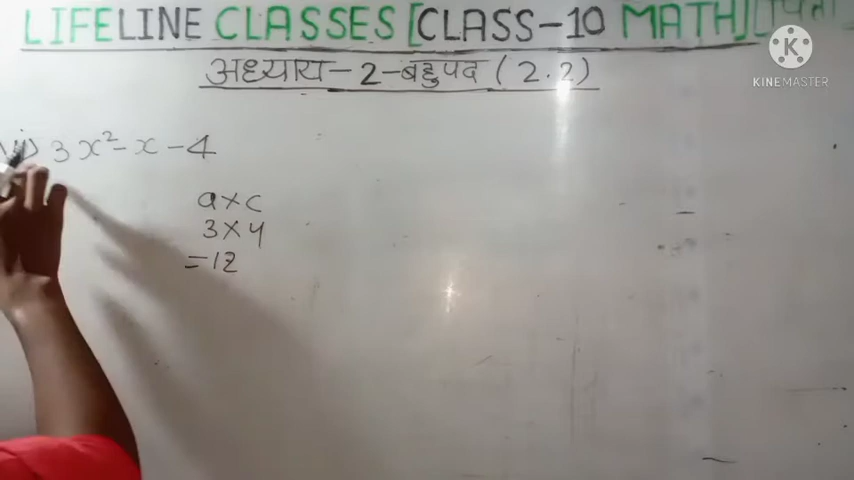 LIFELINE CLASSES [CLASS-10 MATH]
KINEMASTER
अध्याय-2-बहुपद (2.2)
3x²-x-4
a×c
3×4
=12